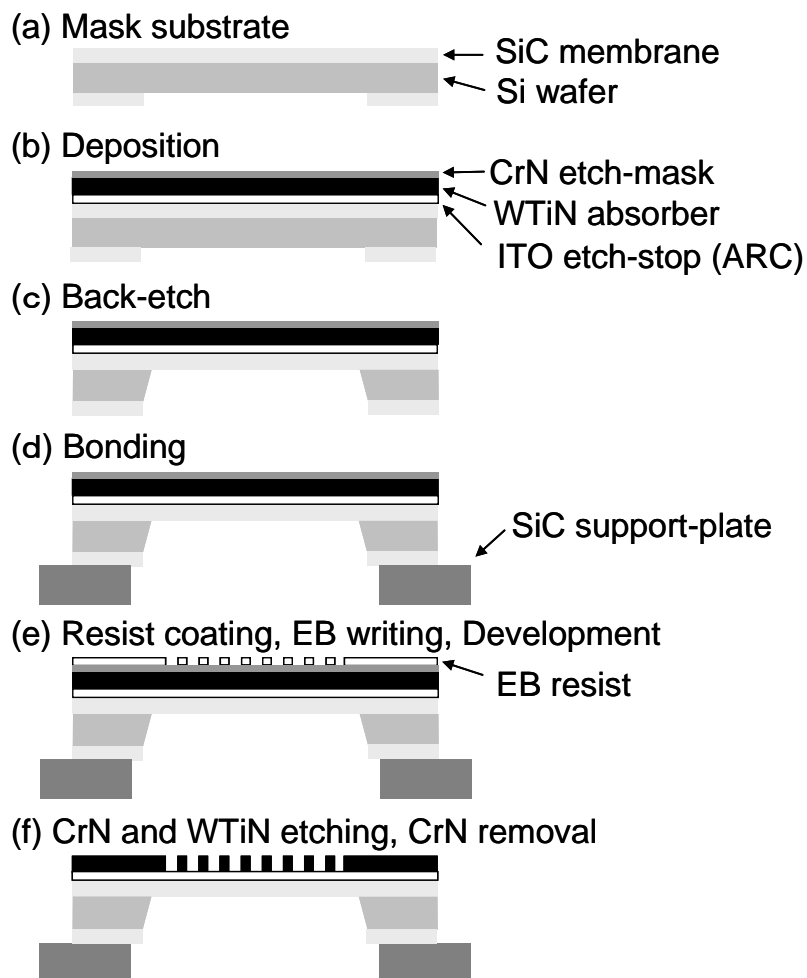 (a) Mask substrate
SiC membrane
Si wafer
(b) Deposition
CrN etch-mask
WTiN absorber
ITO etch-stop (ARC)
(c) Back-etch
(d) Bonding
SiC support-plate
(e) Resist coating, EB writing, Development
EB resist
(f) CrN and WTiN etching, CrN removal